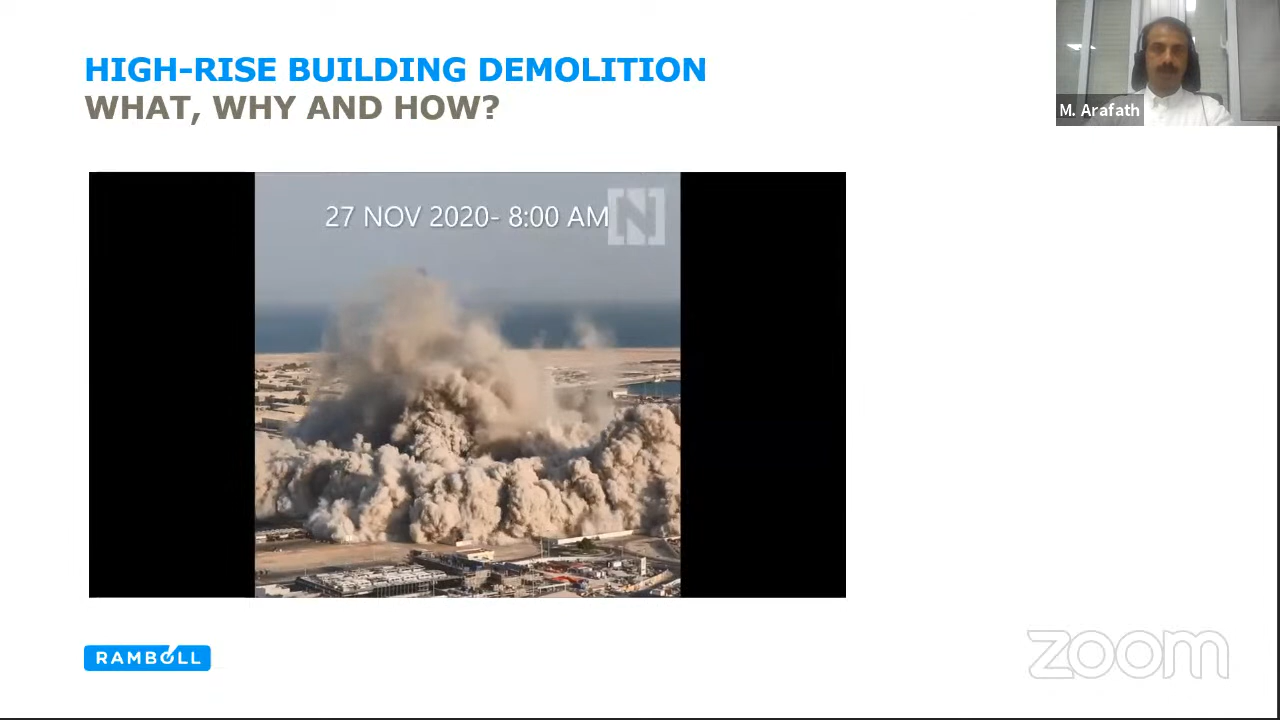 HIGH-RISE BUILDING DEMOLITION
WHAT, WHY AND HOW?
M. Arafath
27 NOV 2020- 8:00 AM
[N]
RAMBOLL
zoom